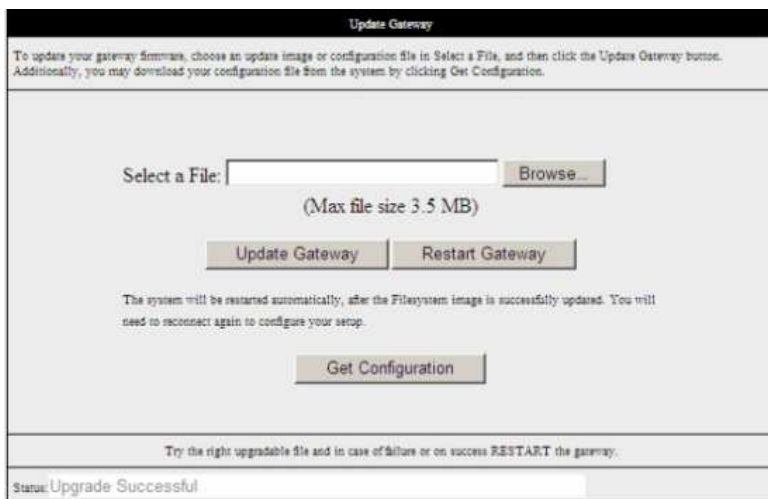 Update Gateway
To update your gateway firmware, choose an update image or configuration file in Select a File, and then click the Update Gateway button.
Additionally, you may download your configuration file from the system by clicking Get Configuration.
Select a File: Browse...
(Max file size 3.5 MB)
Update Gateway Restart Gateway
The system will be restarted automatically, after the Filesystem image is successfully updated. You will
need to reconnect again to configure your setup.
Get Configuration
Try the right upgradable file and in case of failure or on success RESTART the gateway.
Status: Upgrade Successful